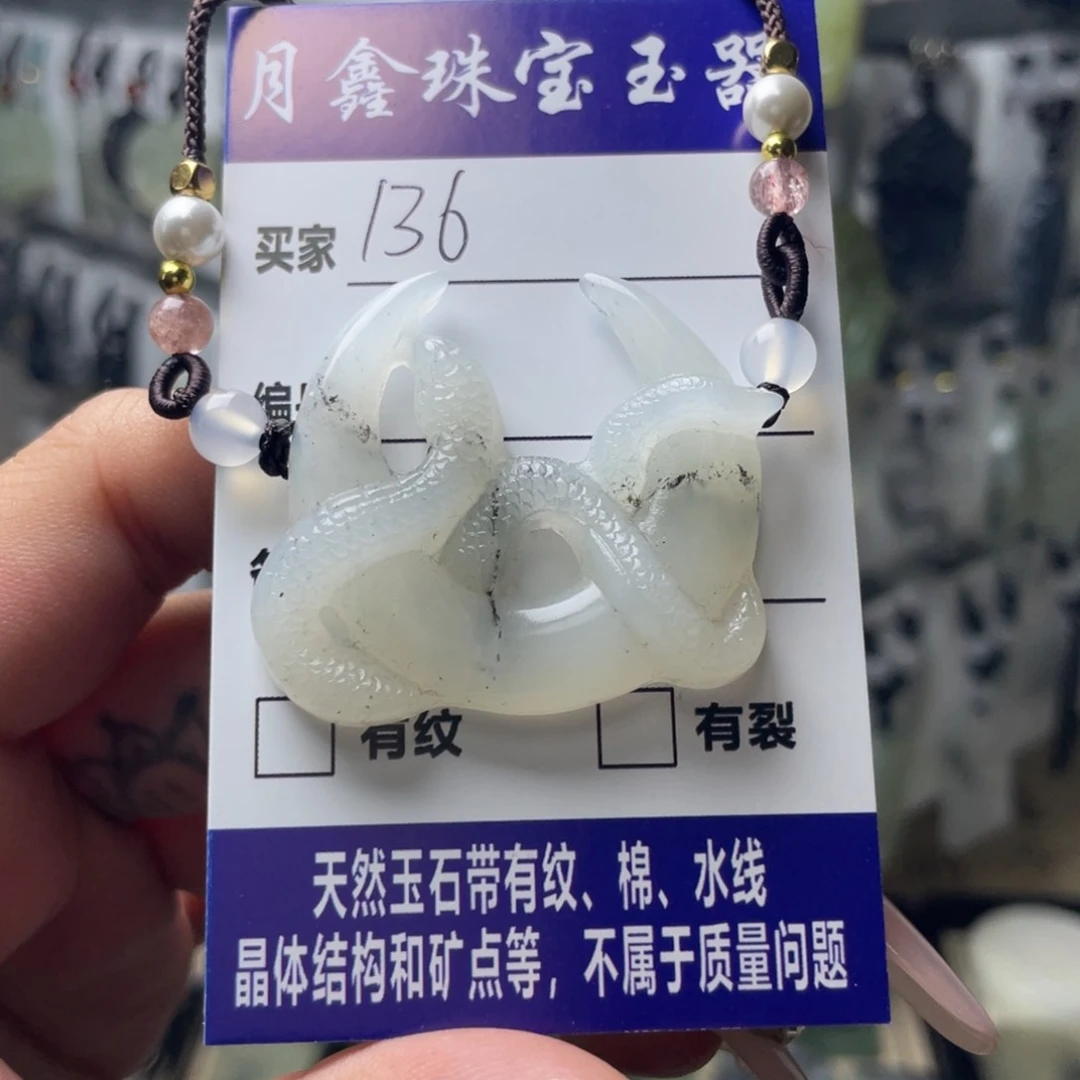 月鑫珠宝玉器
买家 136
编
有纹 有裂
天然玉石带有纹、棉、水线
晶体结构和矿点等，不属于质量问题